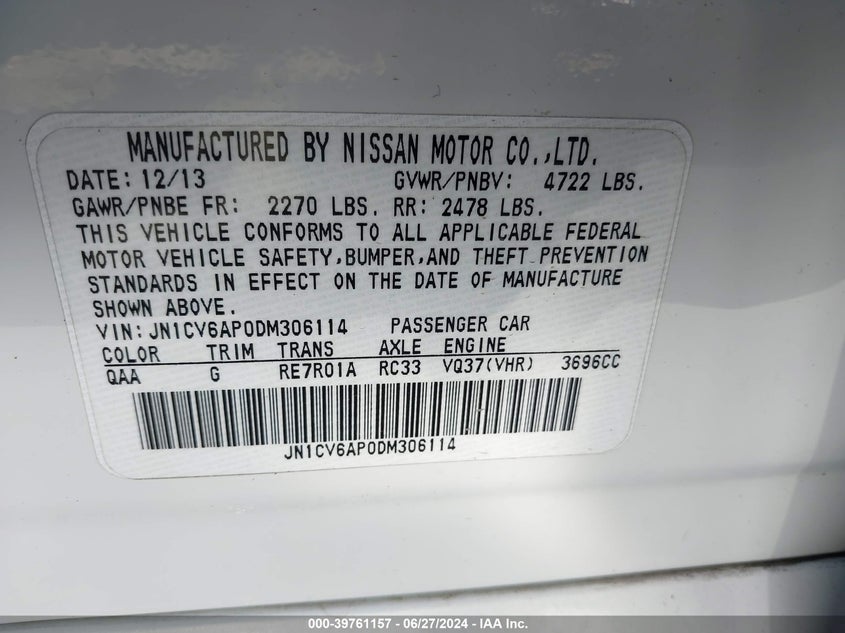 MANUFACTURED BY NISSAN MOTOR CO.,LTD.
DATE: 12/13 GVWR/PNBV: 4722 LBS.
GAWR/PNBE FR: 2270 LBS. RR: 2478 LBS.
THIS VEHICLE CONFORMS TO ALL APPLICABLE FEDERAL
MOTOR VEHICLE SAFETY,BUMPER,AND THEFT PREVENTION
STANDARDS IN EFFECT ON THE DATE OF MANUFACTURE
SHOWN ABOVE.
VIN: JN1CV6AP0DM306114 PASSENGER CAR
COLOR TRIM TRANS AXLE ENGINE
QAA G RE7R01A RC33 VQ37(VHR) 3696CC
JN1CV6AP0DM306114
000-39761157 - 06/27/2024 - IAA Inc.